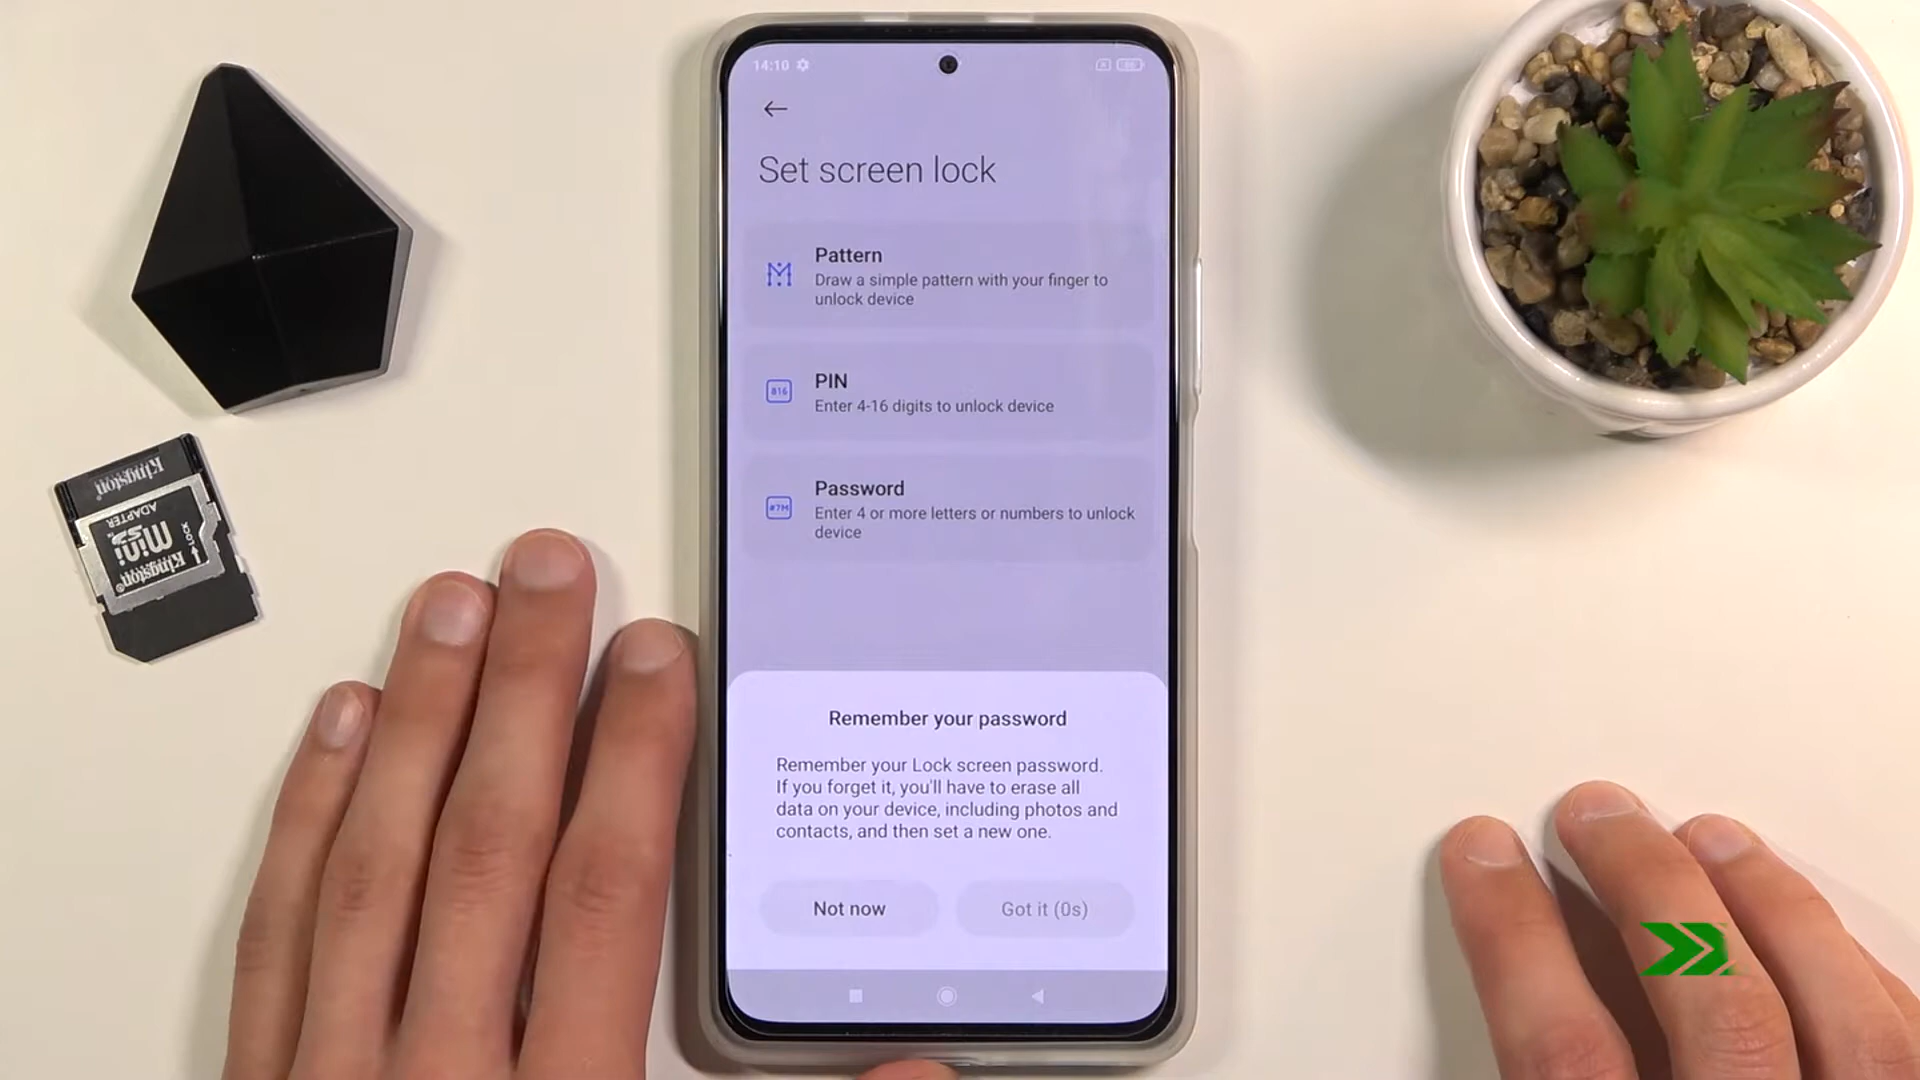 14:10
Set screen lock
Pattern
Draw a simple pattern with your finger to
unlock device
816
PIN
Enter 4-16 digits to unlock device
#7M
Password
Enter 4 or more letters or numbers to unlock
device
Remember your password
Remember your Lock screen password.
If you forget it, you'll have to erase all
data on your device, including photos and
contacts, and then set a new one.
Not now
Got it (0s)
Kingston
ADAPTER
LOCK
mini
Kingston